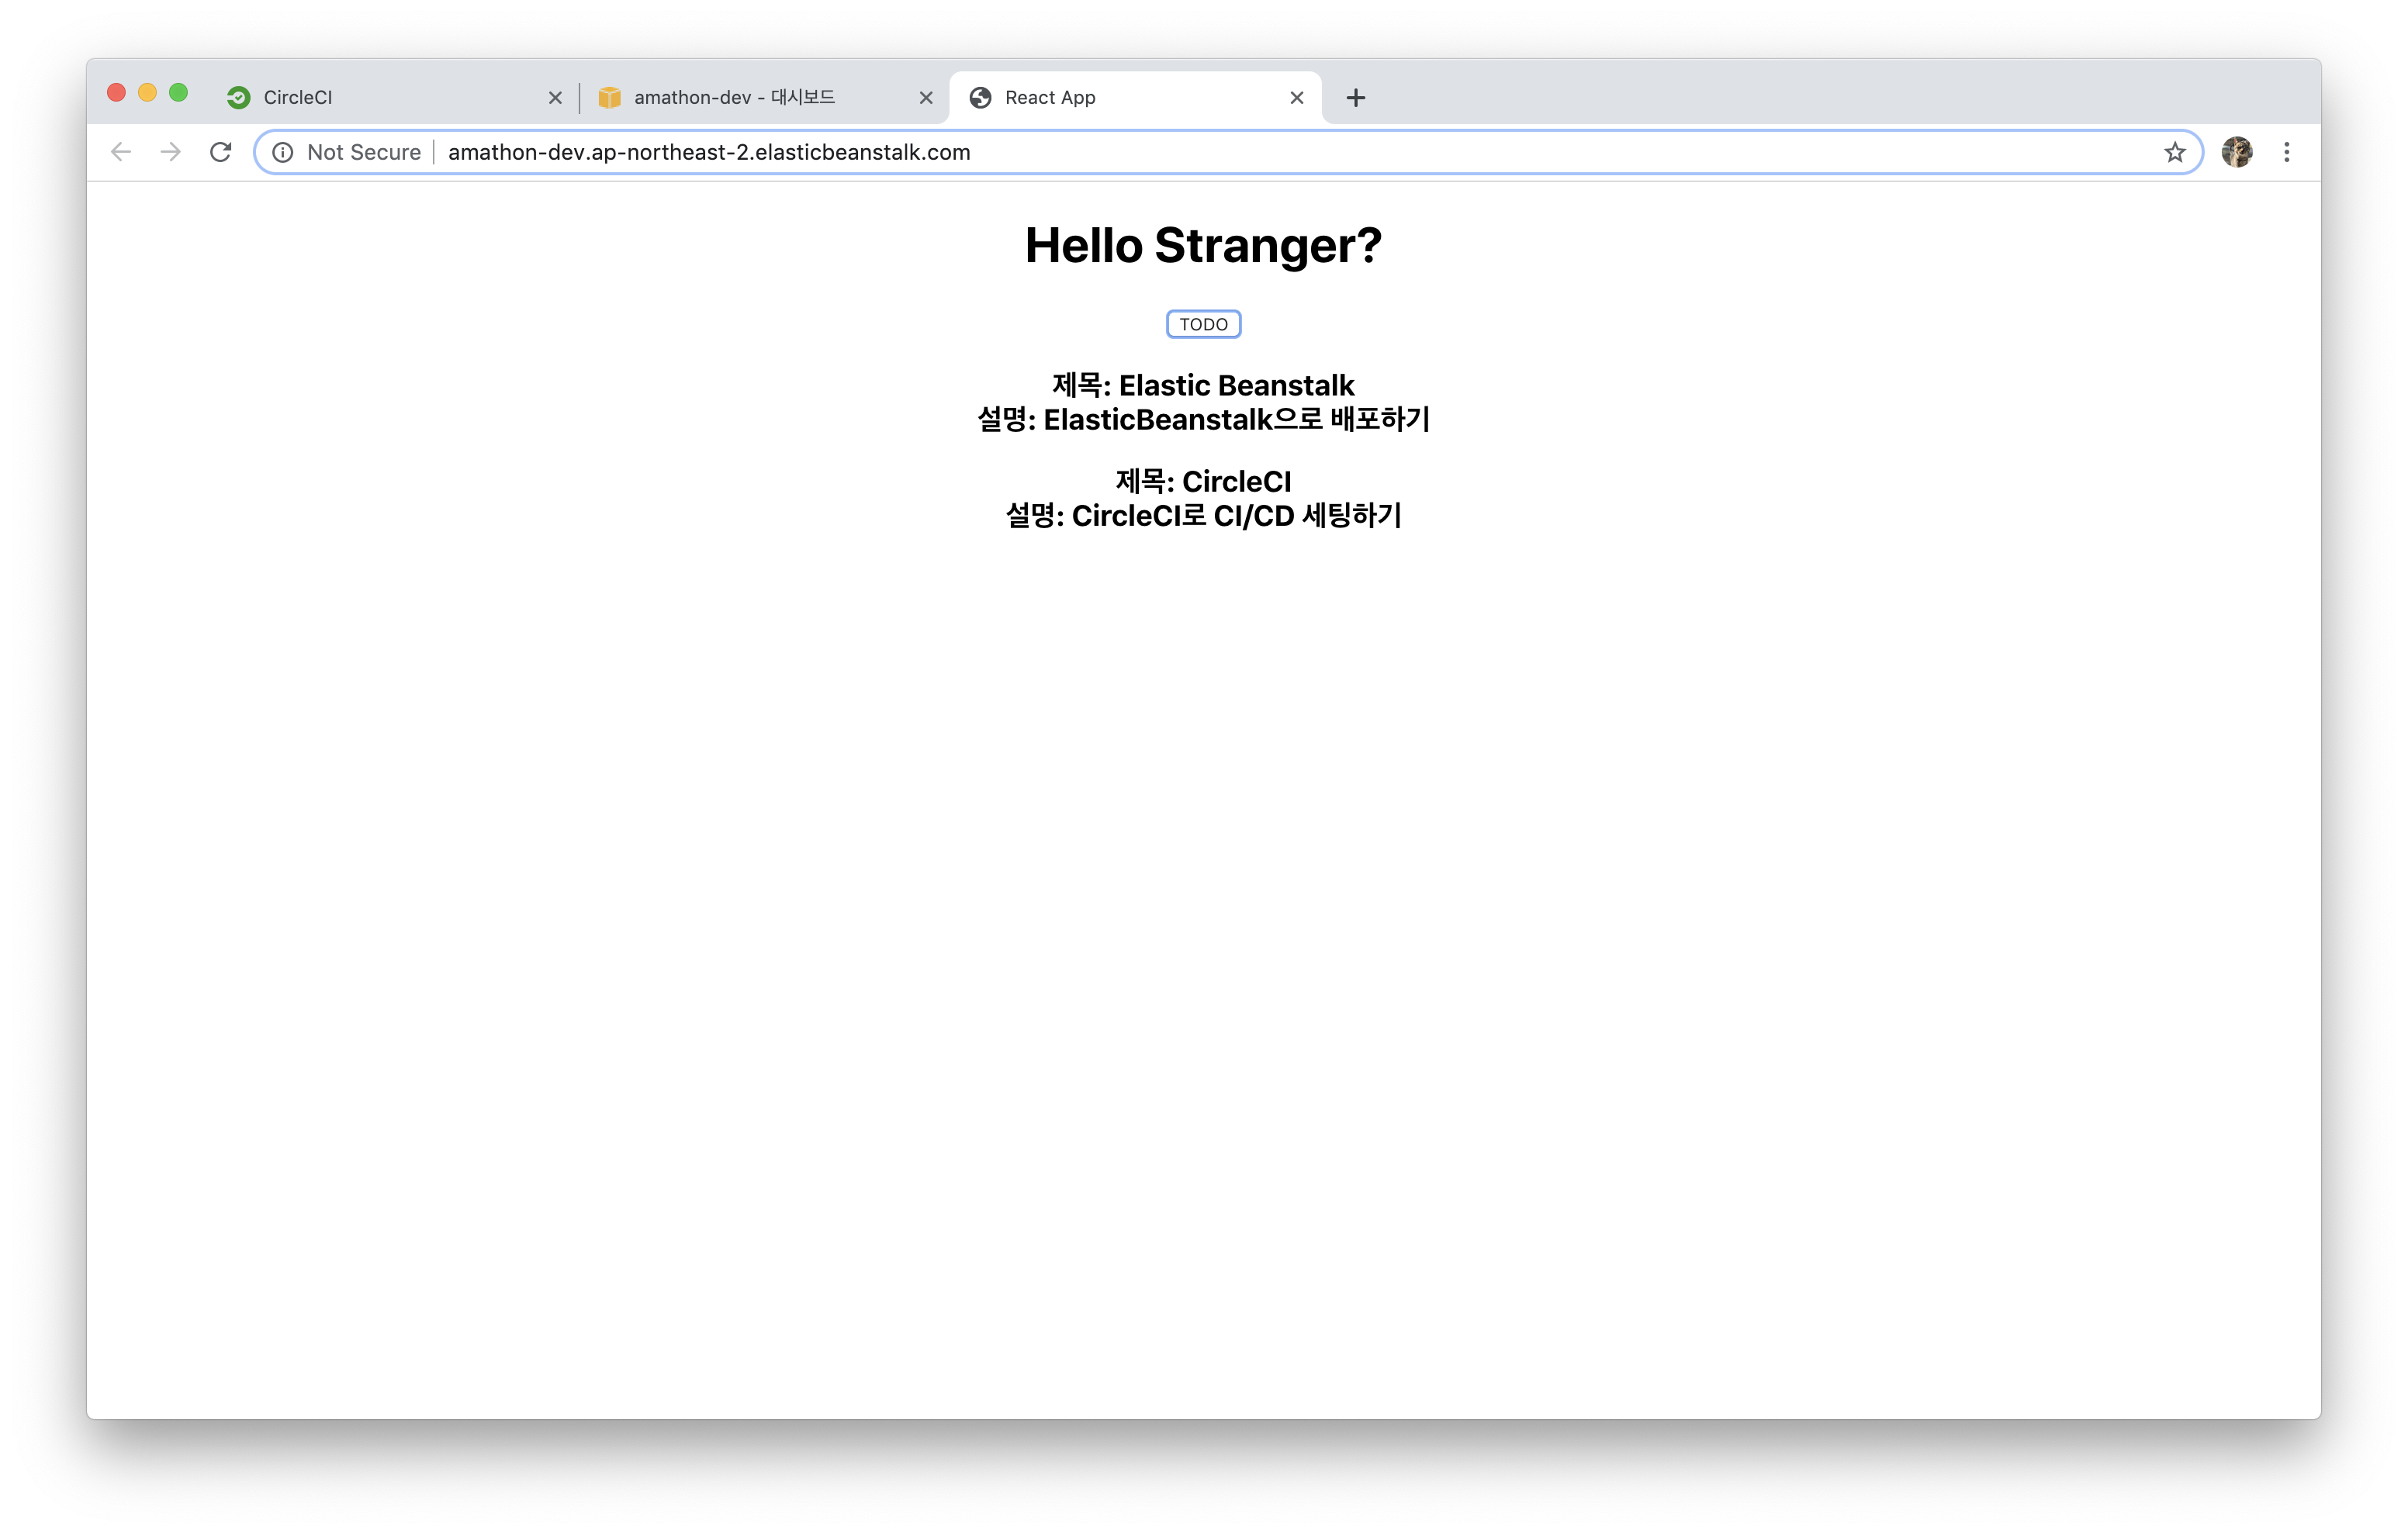 CircleCI
amathon-dev - 대시보드
React App
Not Secure
amathon-dev.ap-northeast-2.elasticbeanstalk.com
Hello Stranger?
TODO
제목: Elastic Beanstalk
설명: ElasticBeanstalk으로 배포하기
제목: CircleCI
설명: CircleCI로 CI/CD 세팅하기